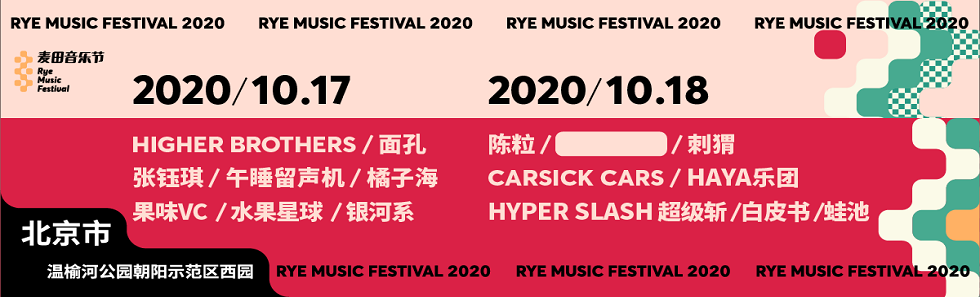 RYE MUSIC FESTIVAL 2020 RYE MUSIC FESTIVAL 2020 RYE MUSIC FESTIVAL 2020 RYE MUSIC FESTIVAL 2020
麦田音乐节
Rye
Music
Festival
2020/10.17
2020/10.18
HIGHER BROTHERS / 面孔
张钰琪 / 午睡留声机 / 橘子海
果味VC / 水果星球 / 银河系
陈粒 / / 刺猬
CARSICK CARS / HAYA乐团
HYPER SLASH 超级斩 /白皮书/蛙池
北京市
温榆河公园朝阳示范区西园
RYE MUSIC FESTIVAL 2020 RYE MUSIC FESTIVAL 2020 RYE MUSIC FESTIVAL 2020